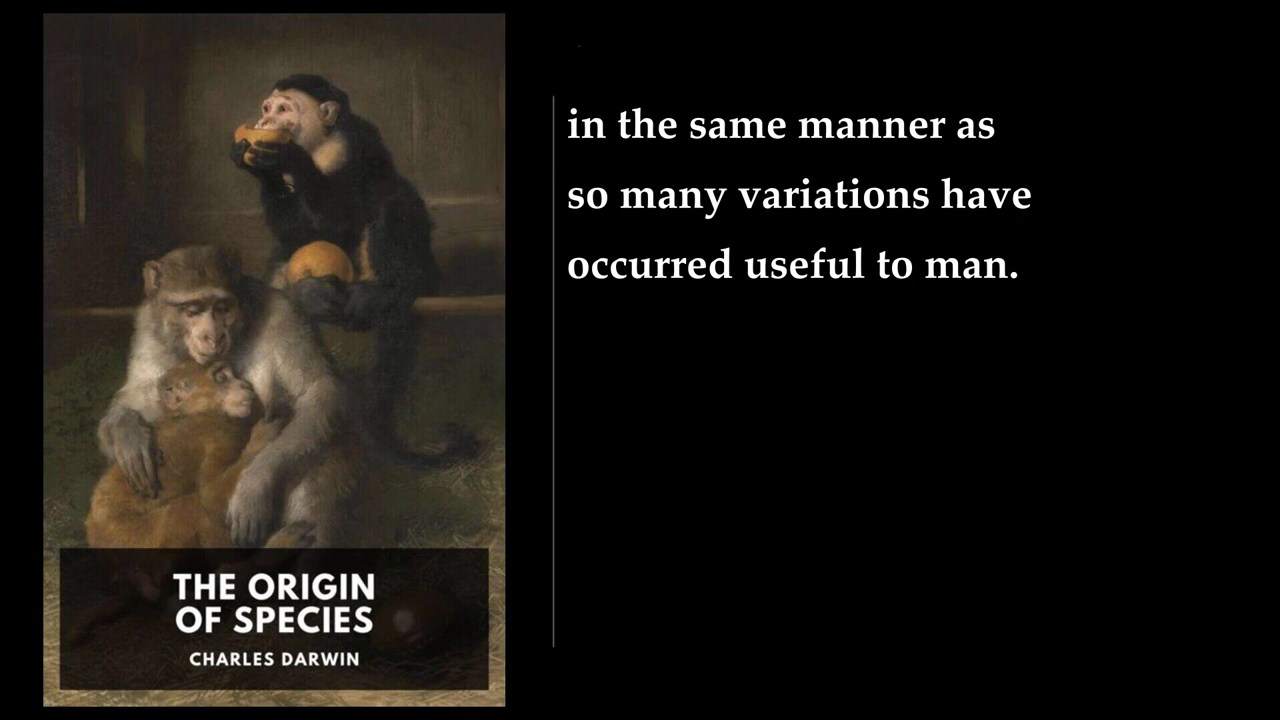 in the same manner as
so many variations have
occurred useful to man.
THE ORIGIN
OF SPECIES
CHARLES DARWIN